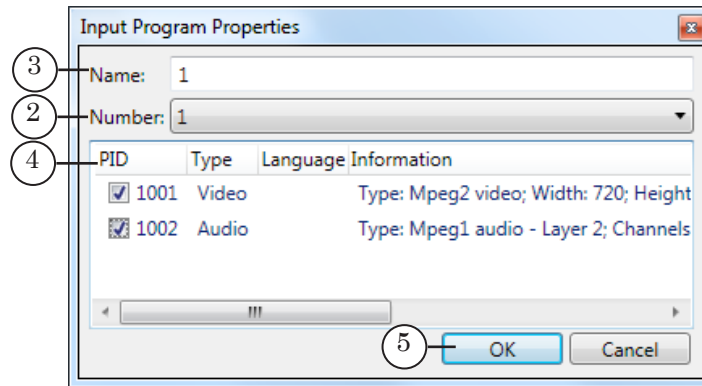 Input Program Properties
3 Name: 1
2 Number: 1
4 PID Type Language Information
1001 Video Type: Mpeg2 video; Width: 720; Height
1002 Audio Type: Mpeg1 audio - Layer 2; Channels
5 OK Cancel